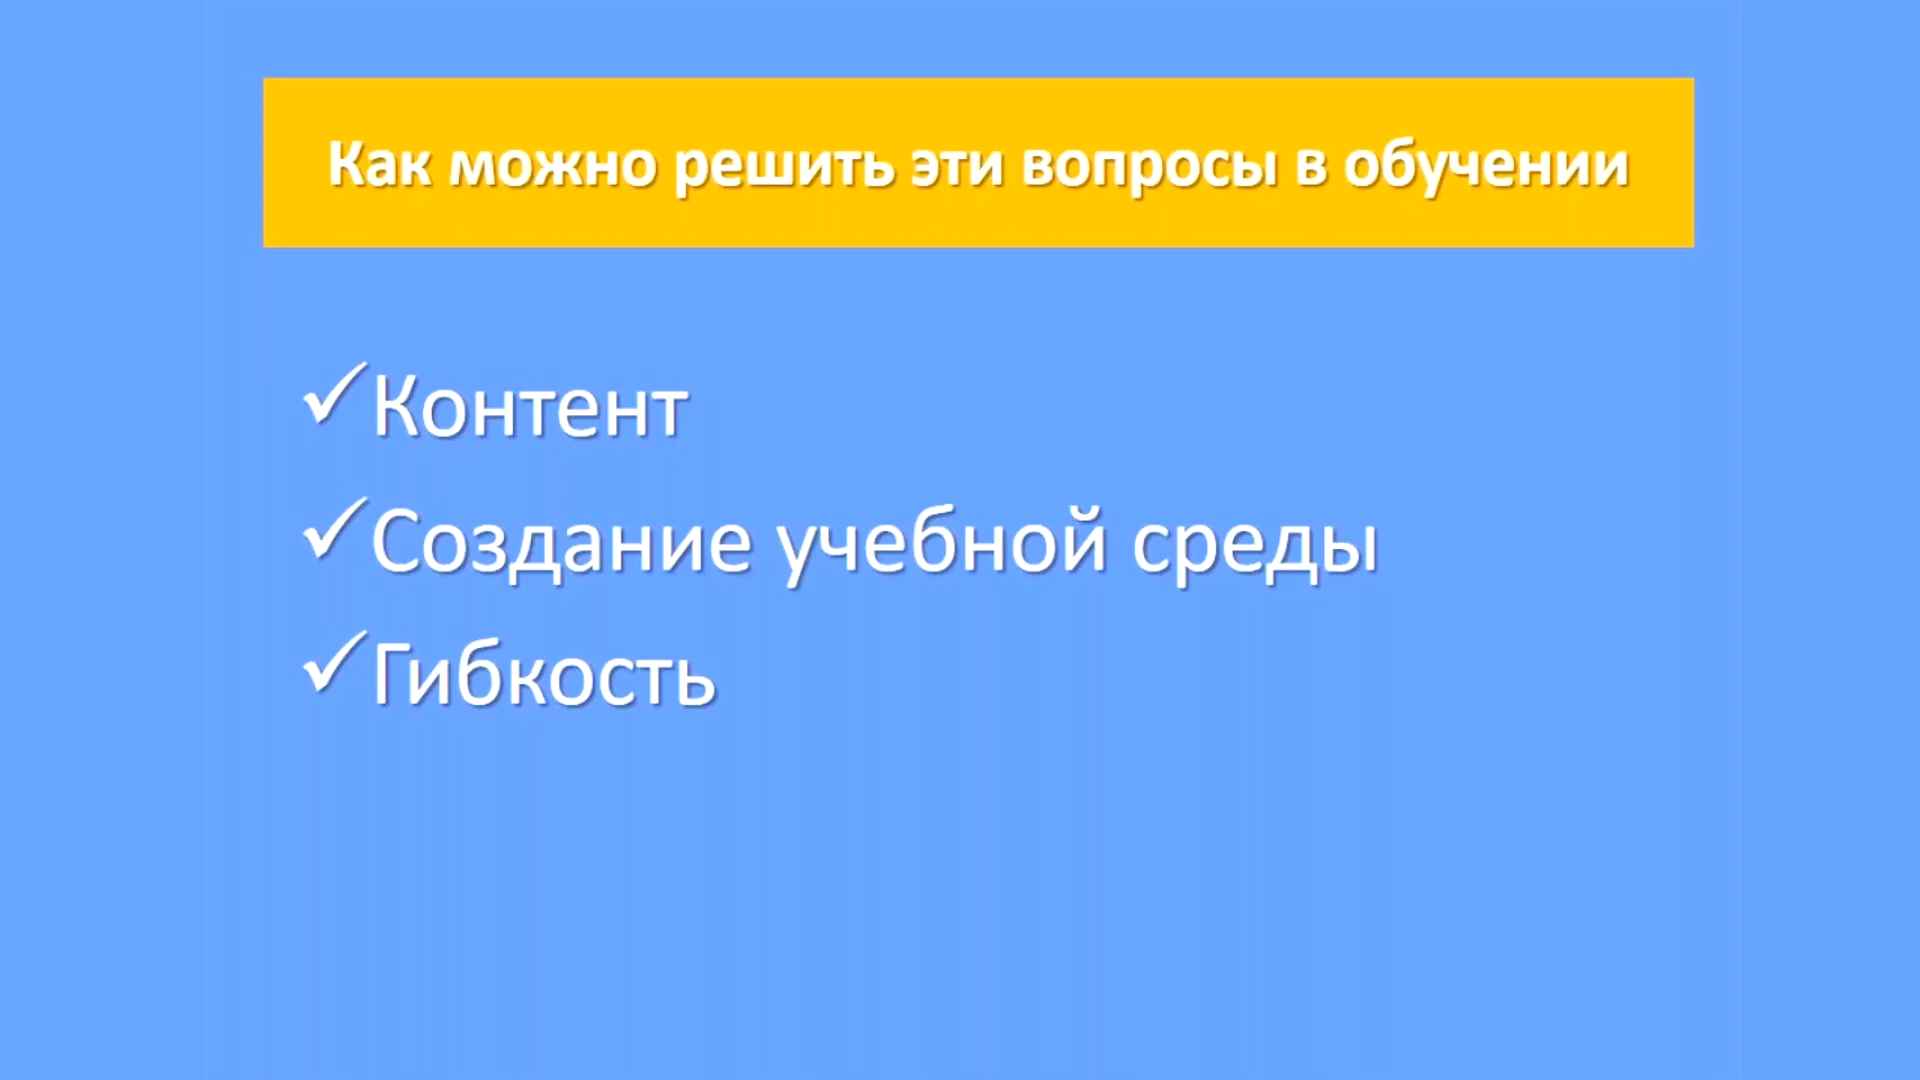 Как можно решить эти вопросы в обучении
✓Контент
✓Создание учебной среды
✓Гибкость